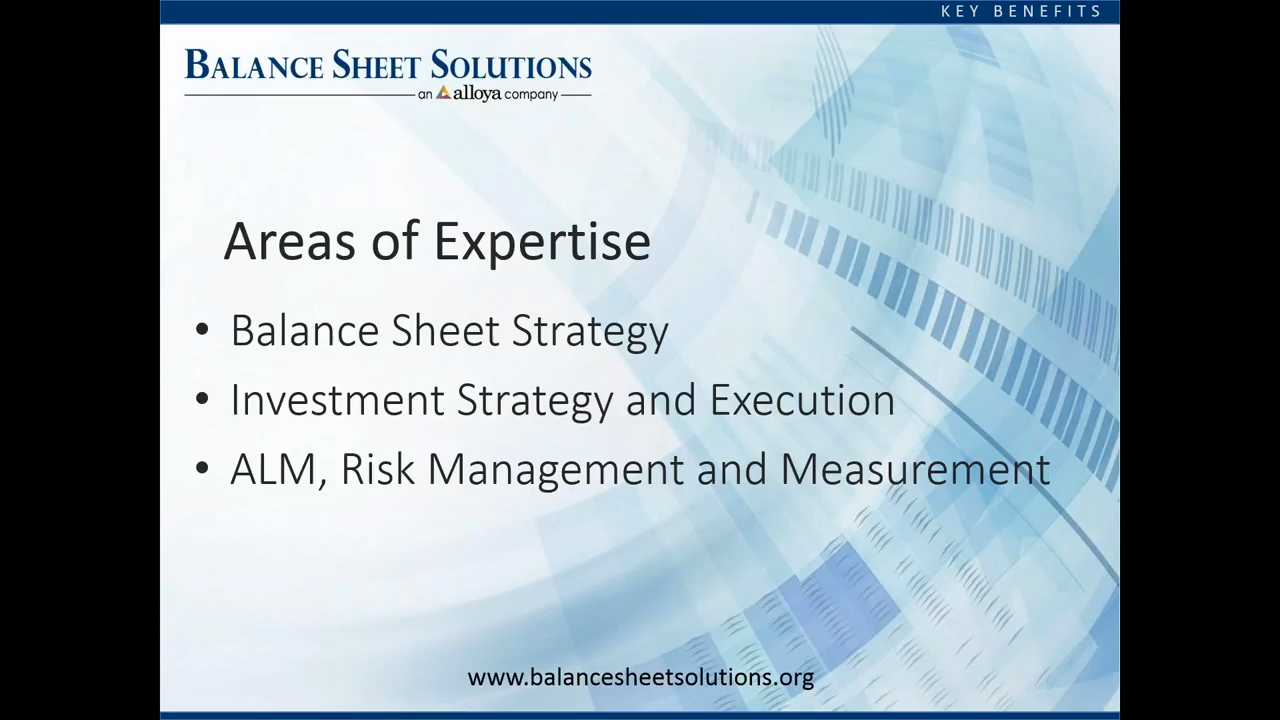 KEY BENEFITS
BALANCE SHEET SOLUTIONS
an alloya company
Areas of Expertise
• Balance Sheet Strategy
• Investment Strategy and Execution
• ALM, Risk Management and Measurement
www.balancesheetsolutions.org